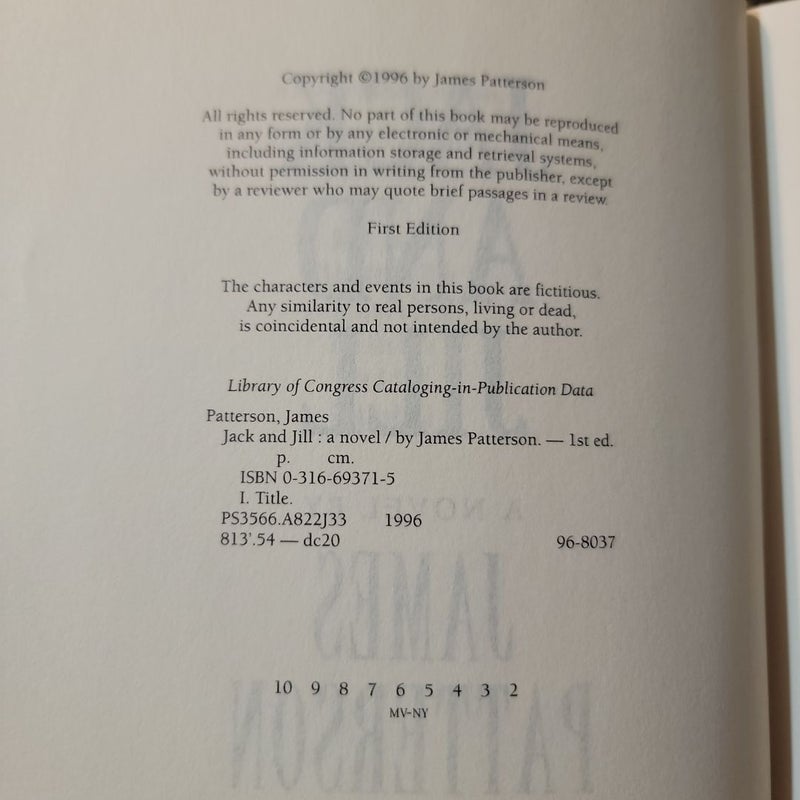 Copyright ©1996 by James Patterson
All rights reserved. No part of this book may be reproduced
in any form or by any electronic or mechanical means,
including information storage and retrieval systems,
without permission in writing from the publisher, except
by a reviewer who may quote brief passages in a review.
First Edition
The characters and events in this book are fictitious.
Any similarity to real persons, living or dead,
is coincidental and not intended by the author.
Library of Congress Cataloging-in-Publication Data
Patterson, James
Jack and Jill : a novel / by James Patterson. — 1st ed.
p. cm.
ISBN 0-316-69371-5
I. Title.
PS3566.A822J33 1996
813'.54 — dc20 96-8037
10 9 8 7 6 5 4 3 2
MV-NY
AND
JILL
A NOVEL BY
JAMES
PATTERSON